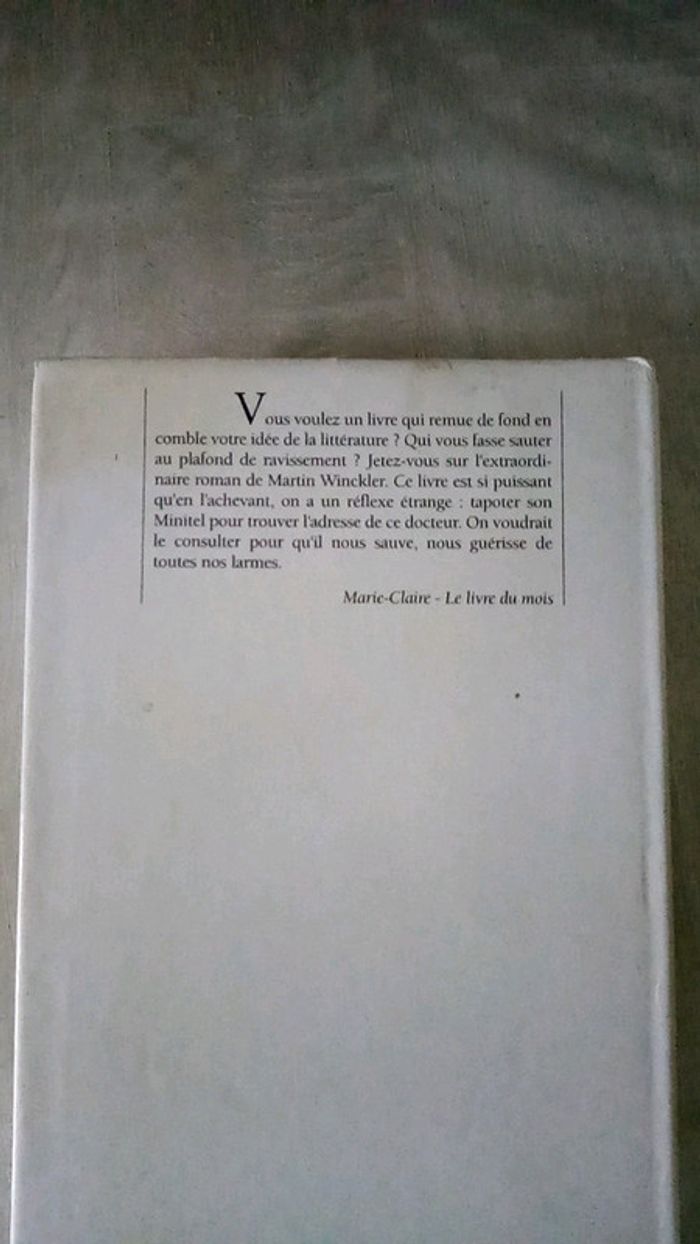 Vous voulez un livre qui remue de fond en
comble votre idée de la littérature ? Qui vous fasse sauter
au plafond de ravissement ? Jetez-vous sur l'extraordi-
naire roman de Martin Winckler. Ce livre est si puissant
qu'en l'achevant, on a un réflexe étrange : tapoter son
Minitel pour trouver l'adresse de ce docteur. On voudrait
le consulter pour qu'il nous sauve, nous guérisse de
toutes nos larmes.
Marie-Claire - Le livre du mois